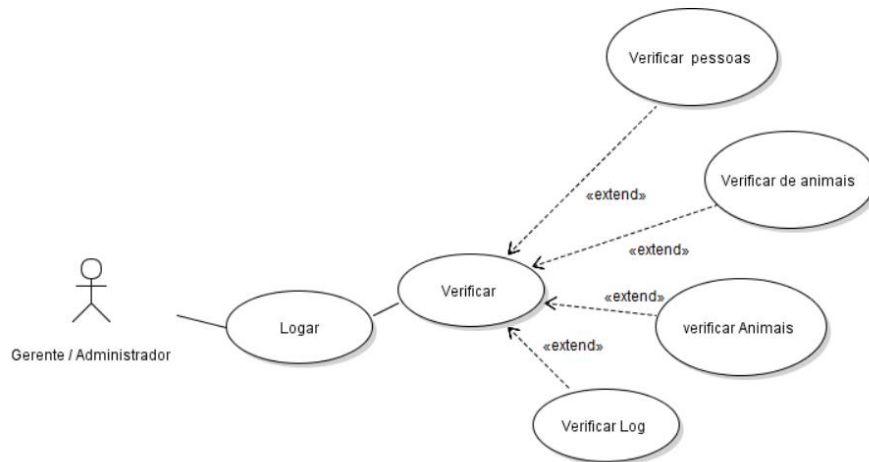 Verificar pessoas
«extend»
Verificar de animais
«extend»
Verificar
«extend»
verificar Animais
Logar
«extend»
Gerente / Administrador
Verificar Log